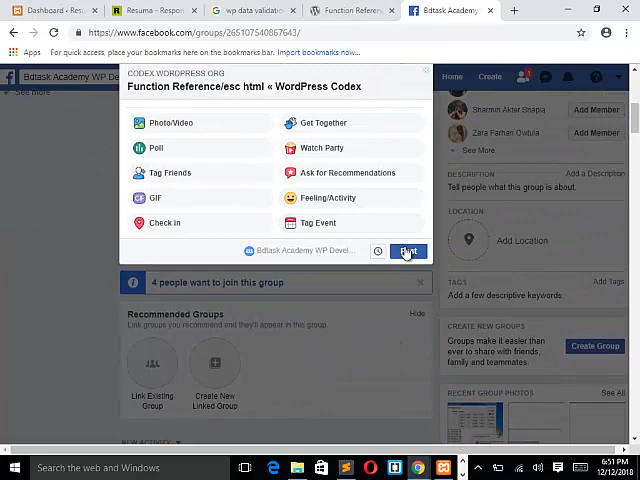 Dashboard ‹ Resum
Resuma – Respon
wp data validatio
Function Referen
Bdtask Academy
https://www.facebook.com/groups/265107540867643/
Apps
For quick access, place your bookmarks here on the bookmarks bar. Import bookmarks now...
Bdtask Academy WP De
Home
Create
See more
CODEX.WORDPRESS.ORG
Function Reference/esc html « WordPress Codex
Photo/Video
Get Together
Poll
Watch Party
Tag Friends
Ask for Recommendations
GIF
Feeling/Activity
Check in
Tag Event
Bdtask Academy WP Devel...
Post
4 people want to join this group
Recommended Groups
Hide
Link groups you recommend and they'll appear in this group.
Link Existing
Group
Create New
Linked Group
NEW ACTIVITY
Sharmin Akter Shapia
Add Member
Zara Farhan Owtula
Add Member
See More
DESCRIPTION
Add a Description
Tell people what this group is about.
LOCATION
Add Location
TAGS
Add Tags
Add a few descriptive keywords.
CREATE NEW GROUPS
Groups make it easier
than ever to share with friends,
family and teammates.
Create Group
RECENT GROUP PHOTOS
See All
Search the web and Windows
6:51 PM
12/12/2018